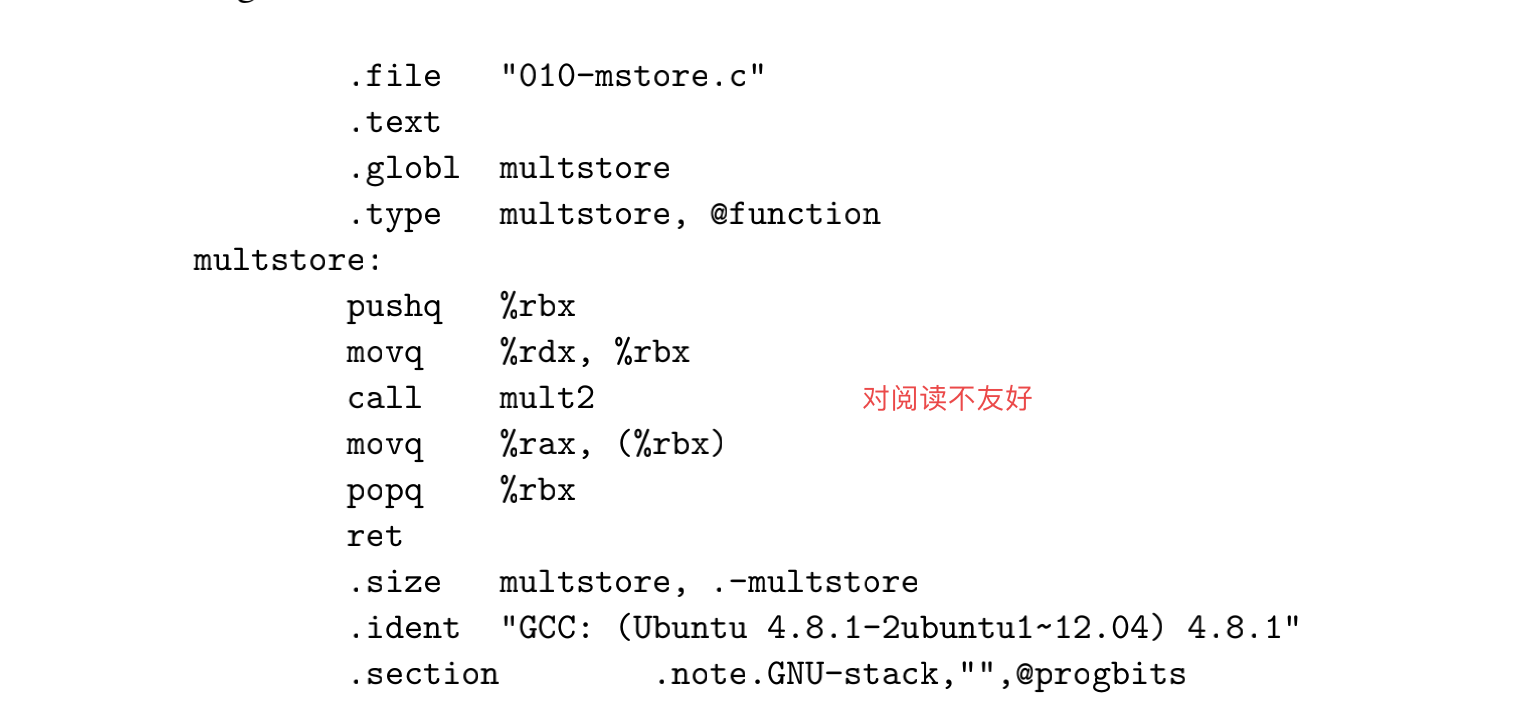 .file "010-mstore.c"
.text
.globl multstore
.type multstore, @function
multstore:
pushq %rbx
movq %rdx, %rbx
call mult2 对阅读不友好
movq %rax, (%rbx)
popq %rbx
ret
.size multstore, .-multstore
.ident "GCC: (Ubuntu 4.8.1-2ubuntu1~12.04) 4.8.1"
.section .note.GNU-stack,"",@progbits